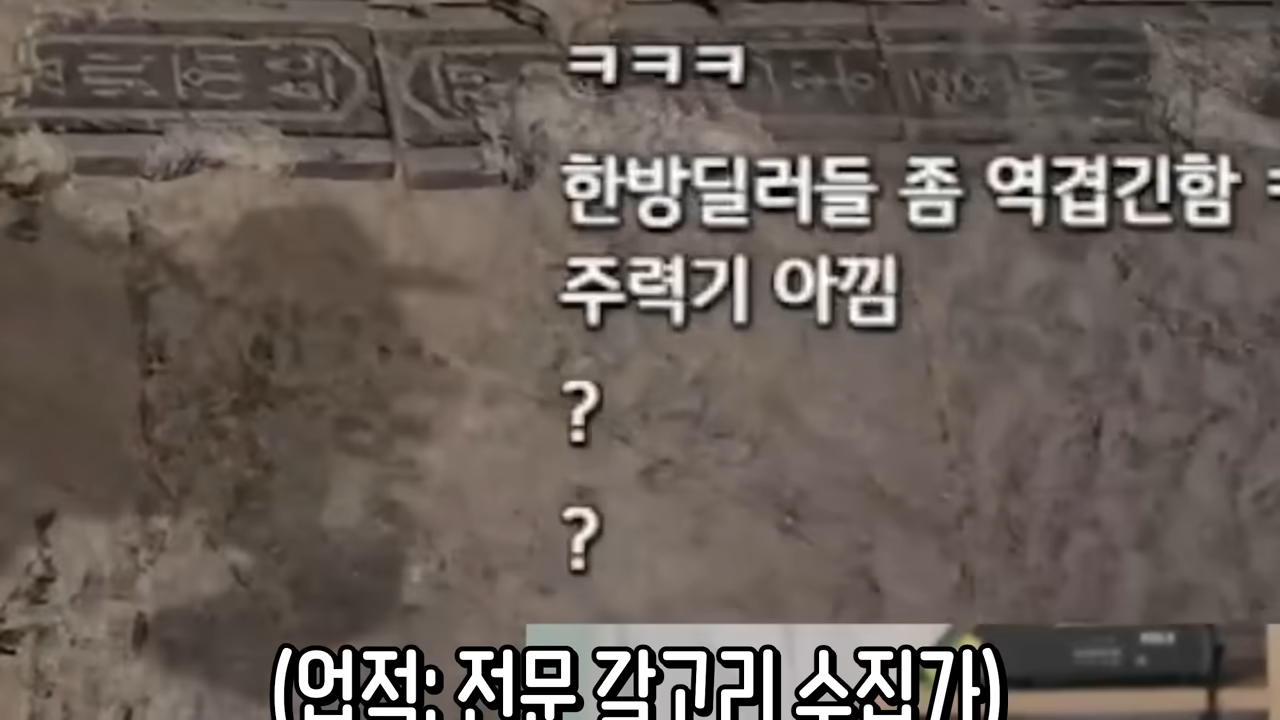 ㅋㅋㅋ
한방딜러들 좀 역겹긴함 ㅋ
주력기 아낌
?
?
(업적: 전문 갈고리 수집가)